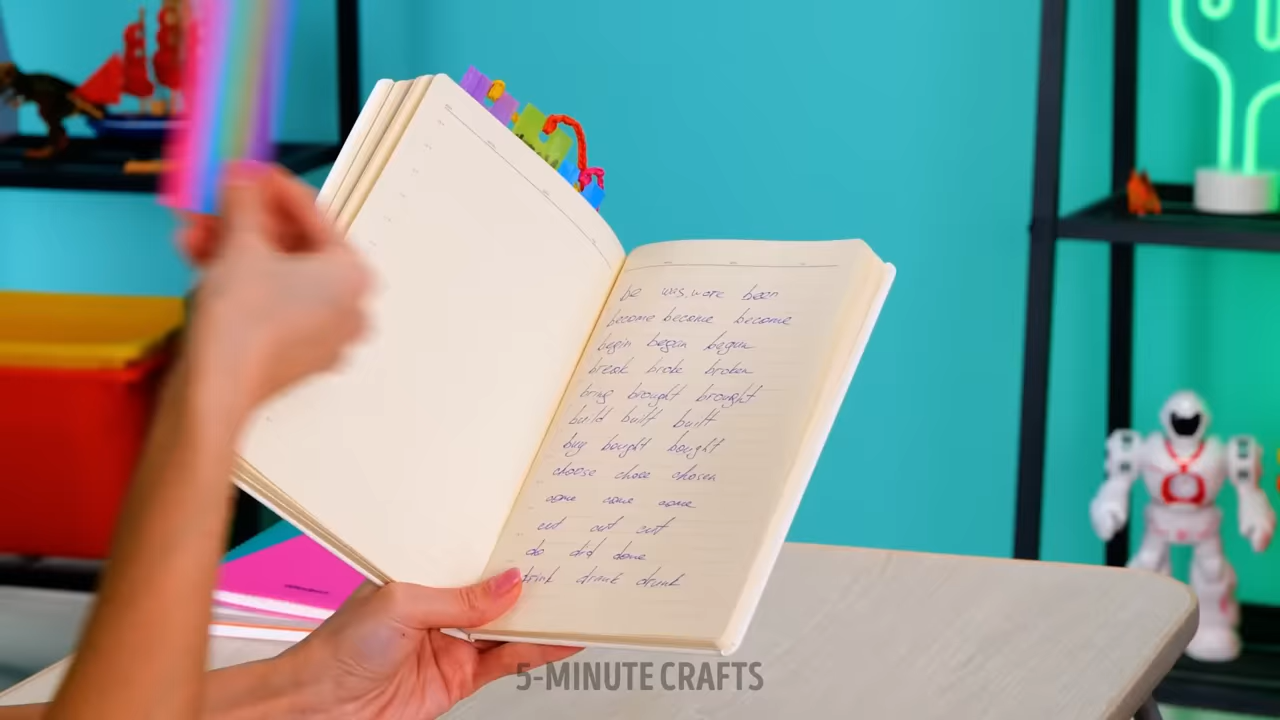 be was, were been
become become become
begin began begun
break broke broken
bring brought brought
build built built
buy bought bought
choose chose chosen
come come come
cut cut cut
do did done
drink drank drunk
5-MINUTE CRAFTS